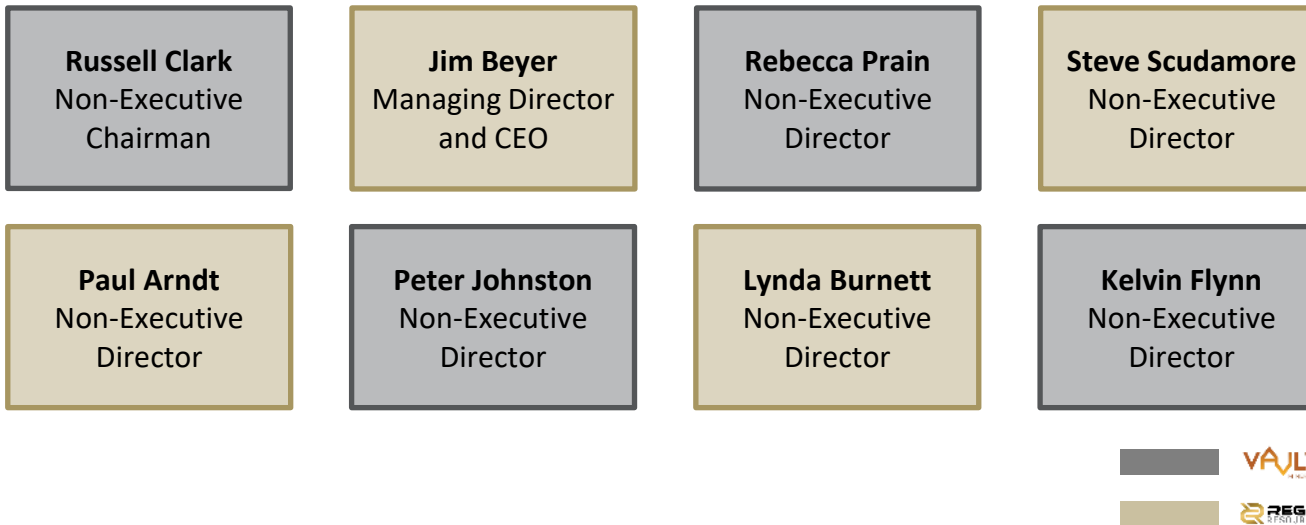 Russell Clark
Non-Executive
Chairman
Jim Beyer
Managing Director
and CEO
Rebecca Prain
Non-Executive
Director
Steve Scudamore
Non-Executive
Director
Paul Arndt
Non-Executive
Director
Peter Johnston
Non-Executive
Director
Lynda Burnett
Non-Executive
Director
Kelvin Flynn
Non-Executive
Director